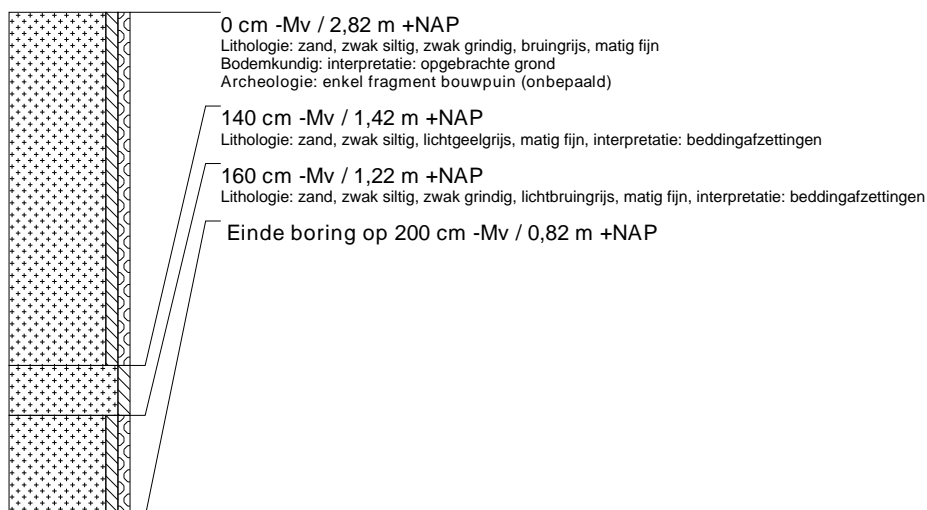 0 cm -Mv / 2,82 m +NAP
Lithologie: zand, zwak siltig, zwak grindig, bruingrijs, matig fijn
Bodemkundig: interpretatie: opgebrachte grond
Archeologie: enkel fragment bouwpuin (onbepaald)
140 cm -Mv / 1,42 m +NAP
Lithologie: zand, zwak siltig, lichtgeelgrijs, matig fijn, interpretatie: beddingafzettingen
160 cm -Mv / 1,22 m +NAP
Lithologie: zand, zwak siltig, zwak grindig, lichtbruingrijs, matig fijn, interpretatie: beddingafzettingen
Einde boring op 200 cm -Mv / 0,82 m +NAP